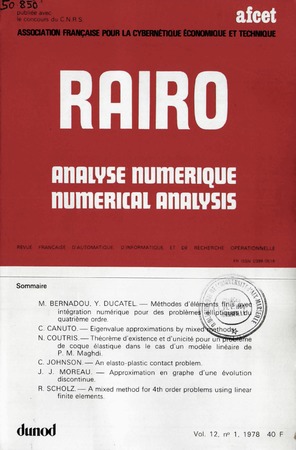 50-850
publiée avec
le concours du C.N.R.S.
afcet
ASSOCIATION FRANÇAISE POUR LA CYBERNÉTIQUE ÉCONOMIQUE ET TECHNIQUE
RAIRO
ANALYSE NUMERIQUE
NUMERICAL ANALYSIS
REVUE FRANÇAISE D'AUTOMATIQUE D'INFORMATIQUE ET DE RECHERCHE OPÉRATIONNELLE
Sommaire
M. BERNADOU, Y. DUCATEL. — Méthodes d'éléments finis avec
intégration numérique pour des problèmes elliptiques du
quatrième ordre.
C. CANUTO. — Eigenvalue approximations by mixed methods.
N. COUTRIS. — Théorème d'existence et d'unicité pour un problème
de coque élastique dans le cas d'un modèle linéaire de
P. M. Maghdi.
C. JOHNSON. — An elasto-plastic contact problem.
J. J. MOREAU. — Approximation en graphe d'une évolution
discontinue.
R. SCHOLZ. — A mixed method for 4th order problems using linear
finite elements.
dunod
Vol. 12, nº 1, 1978 40 F